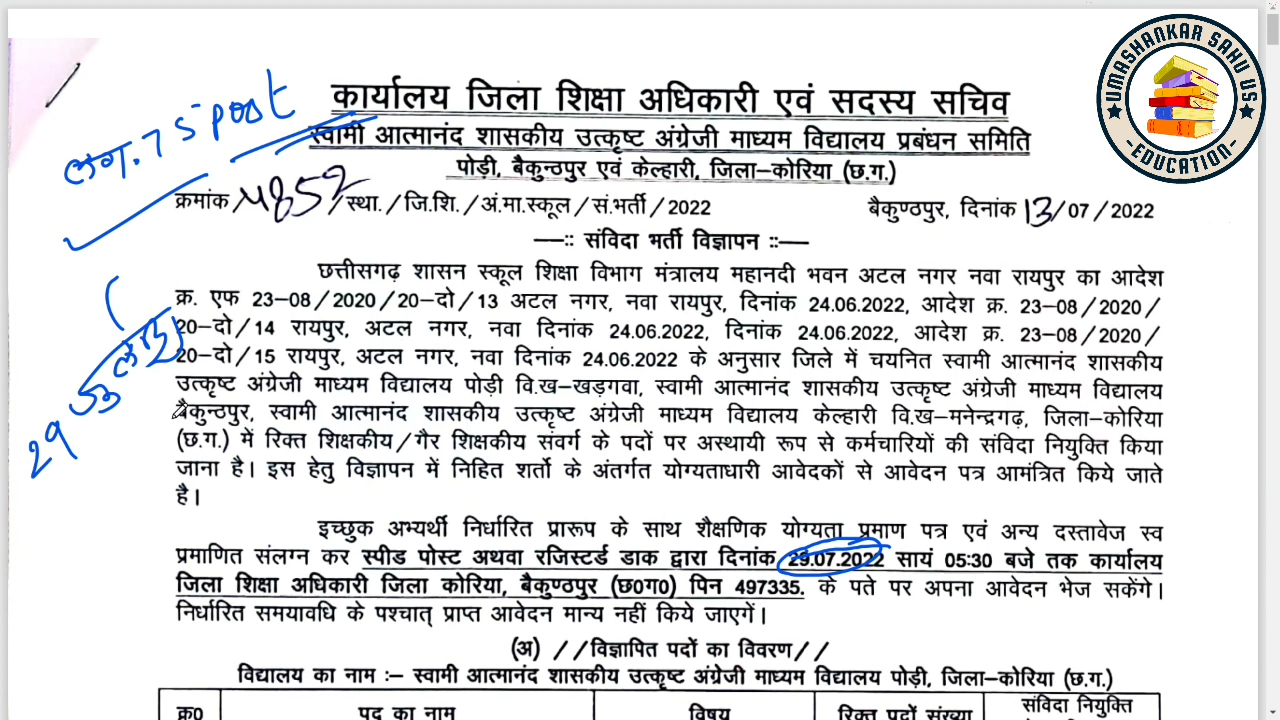 UMASHANKAR SAHU US
-EDUCATION-
लग. 75 post
कार्यालय जिला शिक्षा अधिकारी एवं सदस्य सचिव
स्वामी आत्मानंद शासकीय उत्कृष्ट अंग्रेजी माध्यम विद्यालय प्रबंधन समिति
पोड़ी, बैकुन्ठपुर एवं केल्हारी, जिला–कोरिया (छ.ग.)
क्रमांक /स्था./जि.शि./अं.मा.स्कूल/सं.भर्ती/2022 बैकुण्ठपुर, दिनांक 13/07/2022
––:: संविदा भर्ती विज्ञापन ::––
छत्तीसगढ़ शासन स्कूल शिक्षा विभाग मंत्रालय महानदी भवन अटल नगर नवा रायपुर का आदेश
क्र. एफ 23–08/2020/20–दो/13 अटल नगर, नवा रायपुर, दिनांक 24.06.2022, आदेश क्र. 23–08/2020/
20–दो/14 रायपुर, अटल नगर, नवा दिनांक 24.06.2022, दिनांक 24.06.2022, आदेश क्र. 23–08/2020/
20–दो/15 रायपुर, अटल नगर, नवा दिनांक 24.06.2022 के अनुसार जिले में चयनित स्वामी आत्मानंद शासकीय
उत्कृष्ट अंग्रेजी माध्यम विद्यालय पोड़ी वि.ख–खड़गवा, स्वामी आत्मानंद शासकीय उत्कृष्ट अंग्रेजी माध्यम विद्यालय
बैकुन्ठपुर, स्वामी आत्मानंद शासकीय उत्कृष्ट अंग्रेजी माध्यम विद्यालय केल्हारी वि.ख–मनेन्द्रगढ़, जिला–कोरिया
(छ.ग.) में रिक्त शिक्षकीय/गैर शिक्षकीय संवर्ग के पदों पर अस्थायी रूप से कर्मचारियों की संविदा नियुक्ति किया
जाना है। इस हेतु विज्ञापन में निहित शर्तो के अंतर्गत योग्यताधारी आवेदकों से आवेदन पत्र आमंत्रित किये जाते
है।
29
इच्छुक अभ्यर्थी निर्धारित प्रारूप के साथ शैक्षणिक योग्यता प्रमाण पत्र एवं अन्य दस्तावेज स्व
प्रमाणित संलग्न कर स्पीड पोस्ट अथवा रजिस्टर्ड डाक द्वारा दिनांक 29.07.2022 सायं 05:30 बजे तक कार्यालय
जिला शिक्षा अधिकारी जिला कोरिया, बैकुण्ठपुर (छ0ग0) पिन 497335. के पते पर अपना आवेदन भेज सकेंगे।
निर्धारित समयावधि के पश्चात् प्राप्त आवेदन मान्य नहीं किये जाएगें।
(अ) //विज्ञापित पदों का विवरण//
विद्यालय का नाम :– स्वामी आत्मानंद शासकीय उत्कृष्ट अंग्रेजी माध्यम विद्यालय पोड़ी, जिला–कोरिया (छ.ग.)
क्र0 पद का नाम विषय रिक्त पदों संख्या संविदा नियुक्ति